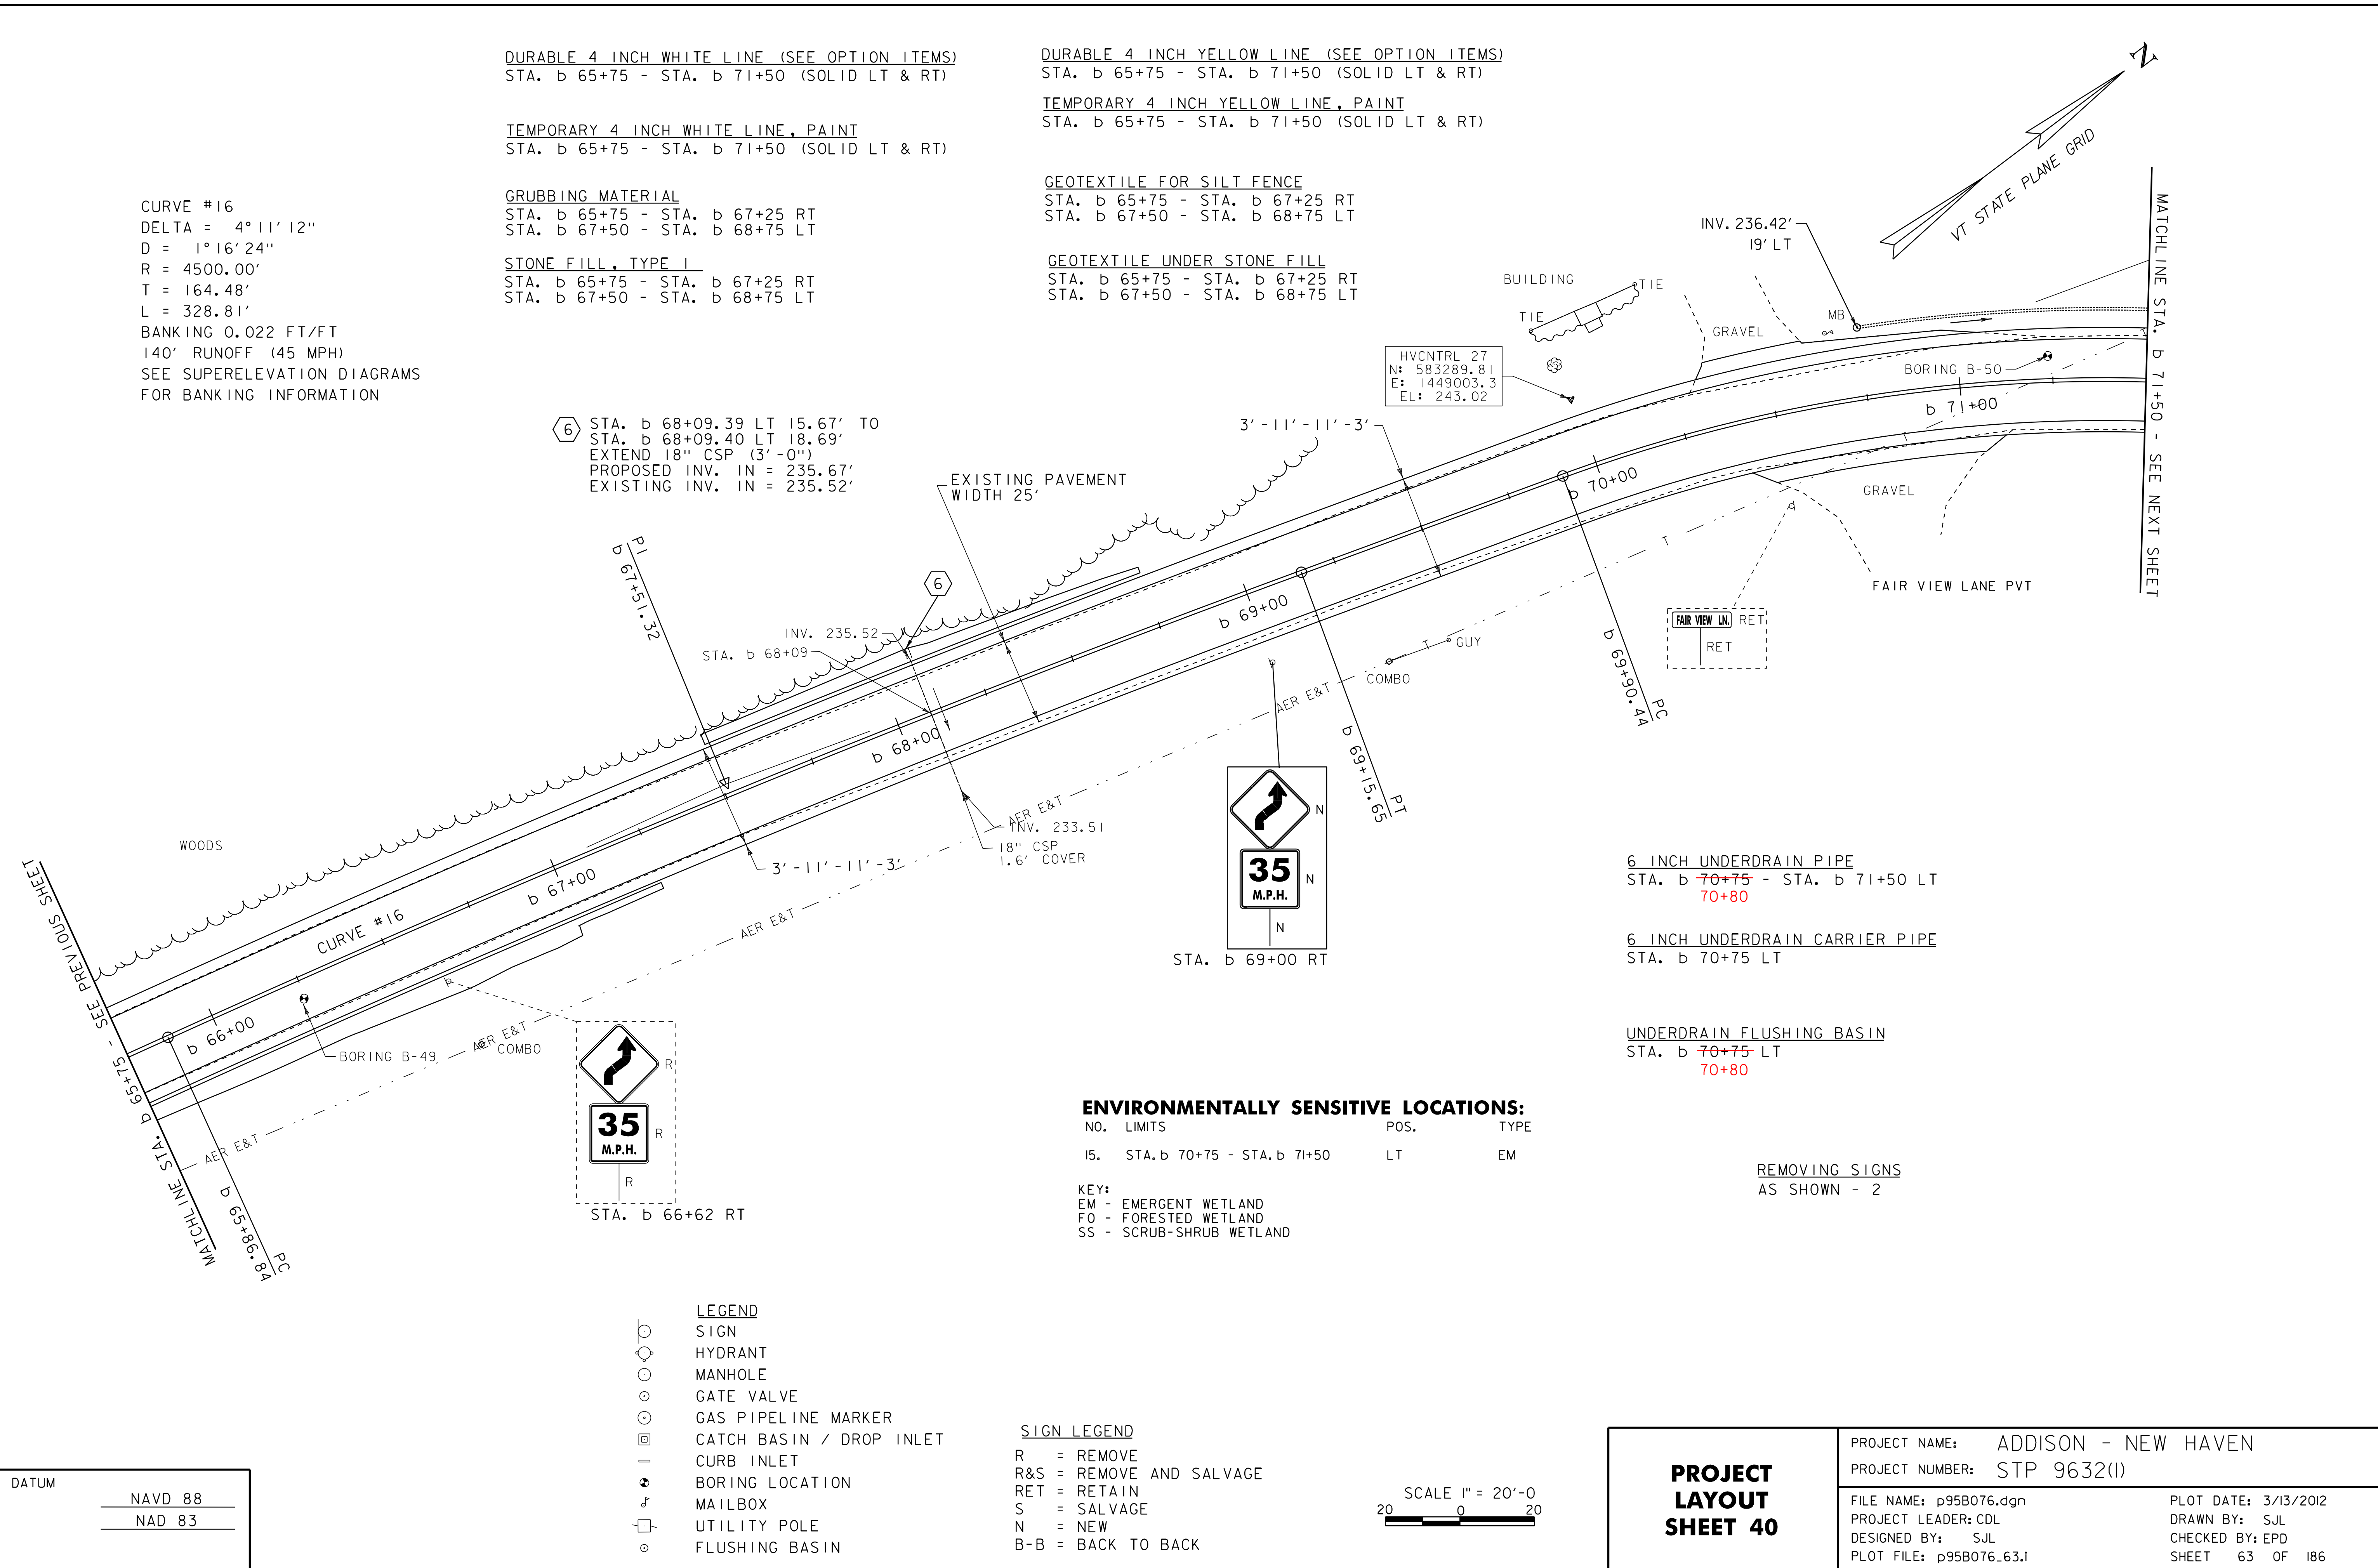 DURABLE 4 INCH WHITE LINE (SEE OPTION ITEMS)
STA. b 65+75 - STA. b 71+50 (SOLID LT & RT)
TEMPORARY 4 INCH WHITE LINE, PAINT
STA. b 65+75 - STA. b 71+50 (SOLID LT & RT)
GRUBBING MATERIAL
STA. b 65+75 - STA. b 67+25 RT
STA. b 67+50 - STA. b 68+75 LT
STONE FILL, TYPE I
STA. b 65+75 - STA. b 67+25 RT
STA. b 67+50 - STA. b 68+75 LT
DURABLE 4 INCH YELLOW LINE (SEE OPTION ITEMS)
STA. b 65+75 - STA. b 71+50 (SOLID LT & RT)
TEMPORARY 4 INCH YELLOW LINE, PAINT
STA. b 65+75 - STA. b 71+50 (SOLID LT & RT)
GEOTEXTILE FOR SILT FENCE
STA. b 65+75 - STA. b 67+25 RT
STA. b 67+50 - STA. b 68+75 LT
GEOTEXTILE UNDER STONE FILL
STA. b 65+75 - STA. b 67+25 RT
STA. b 67+50 - STA. b 68+75 LT
N
VT STATE PLANE GRID
CURVE #16
DELTA = 4°11'12"
D = 1°16'24"
R = 4500.00'
T = 164.48'
L = 328.81'
BANKING 0.022 FT/FT
140' RUNOFF (45 MPH)
SEE SUPERELEVATION DIAGRAMS
FOR BANKING INFORMATION
6
STA. b 68+09.39 LT 15.67' TO
STA. b 68+09.40 LT 18.69'
EXTEND 18" CSP (3'-0")
PROPOSED INV. IN = 235.67'
EXISTING INV. IN = 235.52'
EXISTING PAVEMENT
WIDTH 25'
HVCNTRL 27
N: 583289.81
E: 1449003.3
EL: 243.02
3'-11'-11'-3'
BUILDING
TIE
TIE
GRAVEL
MB
INV. 236.42'
19' LT
BORING B-50
b 71+00
MATCHLINE STA. b 71+50 - SEE NEXT SHEET
T
T
T
T
b 70+00
GRAVEL
FAIR VIEW LANE PVT
FAIR VIEW LN.
RET
RET
PC
b 69+90.44
PI
b 67+51.32
6
INV. 235.52
STA. b 68+09
b 69+00
GUY
COMBO
AER E&T
PT
b 69+15.65
b 68+00
AER E&T
INV. 233.51
18" CSP
1.6' COVER
3'-11'-11'-3'
AER E&T
35
M.P.H.
N
N
N
STA. b 69+00 RT
WOODS
b 67+00
CURVE #16
b 66+00
BORING B-49
AER E&T
COMBO
AER E&T
MATCHLINE STA. b 65+75 - SEE PREVIOUS SHEET
PC
b 65+86.84
35
M.P.H.
R
R
R
STA. b 66+62 RT
6 INCH UNDERDRAIN PIPE
STA. b 70+75 - STA. b 71+50 LT
70+80
6 INCH UNDERDRAIN CARRIER PIPE
STA. b 70+75 LT
UNDERDRAIN FLUSHING BASIN
STA. b 70+75 LT
70+80
REMOVING SIGNS
AS SHOWN - 2
ENVIRONMENTALLY SENSITIVE LOCATIONS:
NO. LIMITS POS. TYPE
15. STA. b 70+75 - STA. b 71+50 LT EM
KEY:
EM - EMERGENT WETLAND
FO - FORESTED WETLAND
SS - SCRUB-SHRUB WETLAND
LEGEND
SIGN
HYDRANT
MANHOLE
GATE VALVE
GAS PIPELINE MARKER
CATCH BASIN / DROP INLET
CURB INLET
BORING LOCATION
MAILBOX
UTILITY POLE
FLUSHING BASIN
SIGN LEGEND
R = REMOVE
R&S = REMOVE AND SALVAGE
RET = RETAIN
S = SALVAGE
N = NEW
B-B = BACK TO BACK
SCALE 1" = 20'-0
20 0 20
DATUM
NAVD 88
NAD 83
PROJECT
LAYOUT
SHEET 40
PROJECT NAME: ADDISON - NEW HAVEN
PROJECT NUMBER: STP 9632(1)
FILE NAME: p95B076.dgn
PROJECT LEADER: CDL
DESIGNED BY: SJL
PLOT FILE: p95B076_63.i
PLOT DATE: 3/13/2012
DRAWN BY: SJL
CHECKED BY: EPD
SHEET 63 OF 186